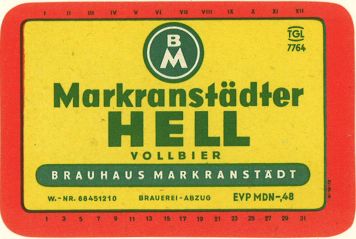 I II III IV V VI VII VIII IX X XI XII
B
M
TGL
7764
Markranstädter
HELL
VOLLBIER
BRAUHAUS MARKRANSTÄDT
W.-NR. 68451210 BRAUEREI-ABZUG EVP MDN-,48
1 3 5 7 9 11 13 15 17 19 21 23 25 27 29 31